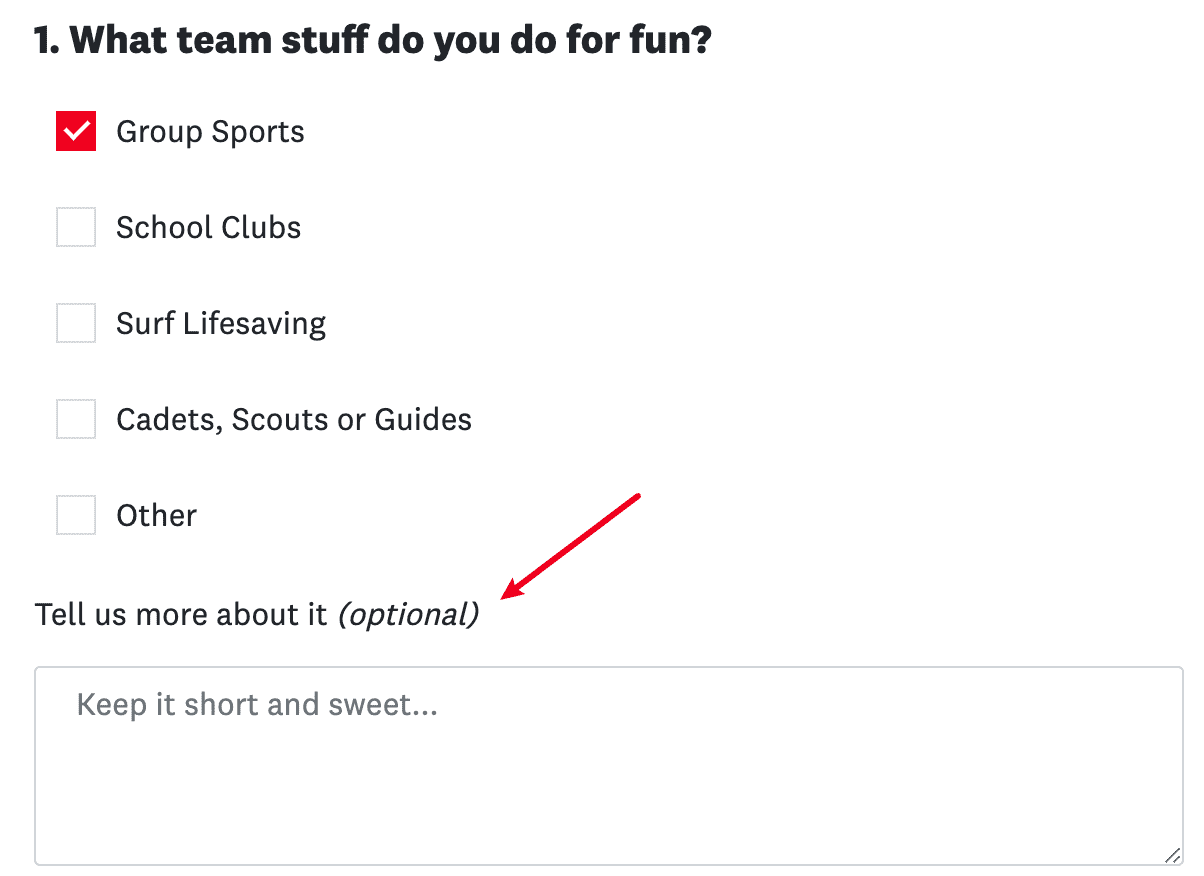 1. What team stuff do you do for fun?
Group Sports
School Clubs
Surf Lifesaving
Cadets, Scouts or Guides
Other
Tell us more about it (optional)
Keep it short and sweet...